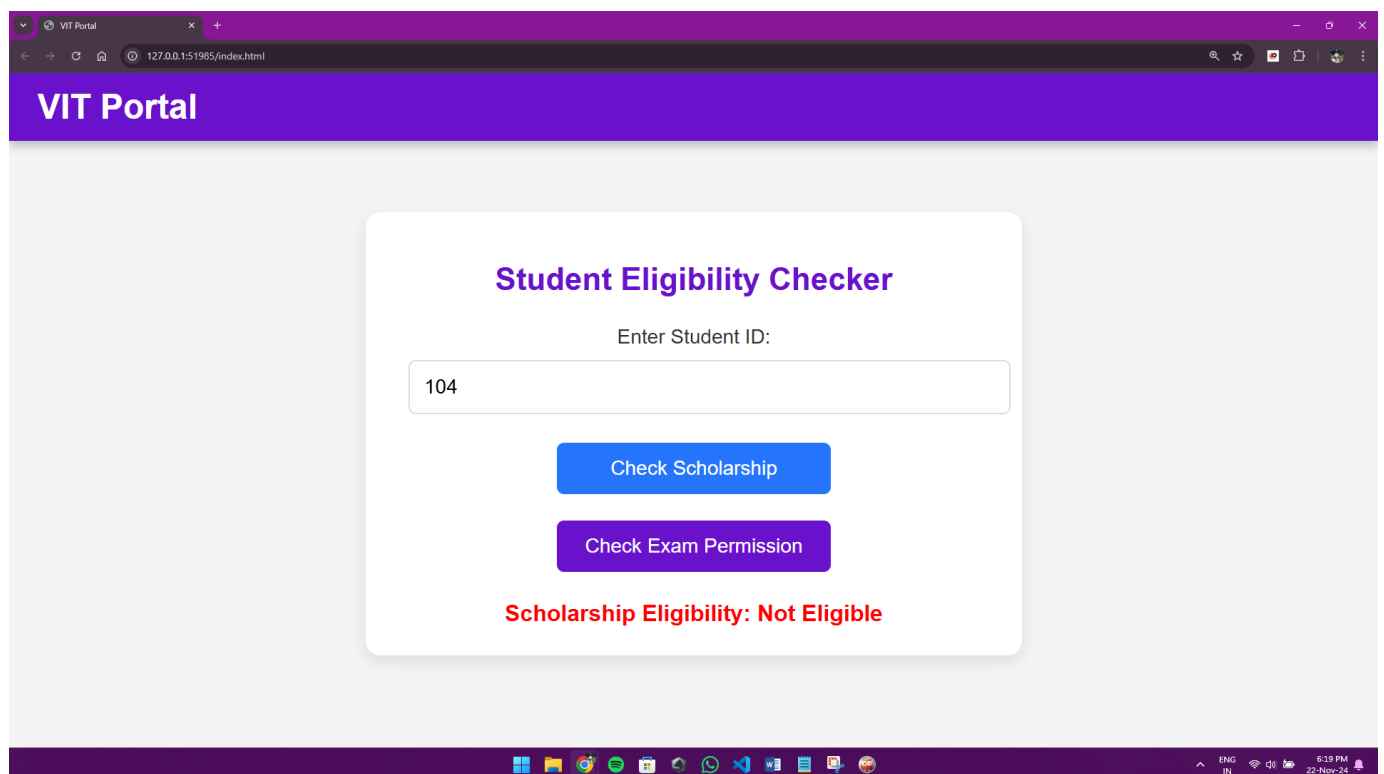 VIT Portal
127.0.0.1:51985/index.html
VIT Portal
Student Eligibility Checker
Enter Student ID:
104
Check Scholarship
Check Exam Permission
Scholarship Eligibility: Not Eligible
ENG
IN
6:19 PM
22-Nov-24